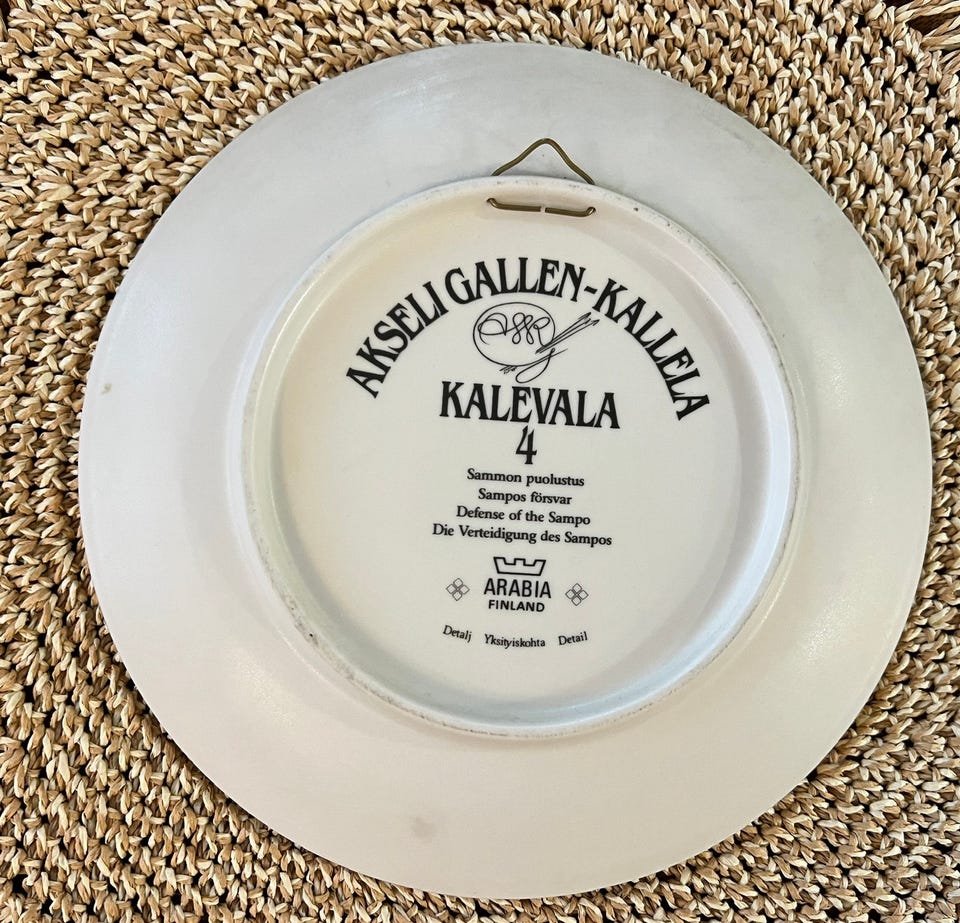 AKSELI GALLEN-KALLELA
KALEVALA
4
Sammon puolustus
Sampos försvar
Defense of the Sampo
Die Verteidigung des Sampos
ARABIA
FINLAND
Detalj Yksityiskohta Detail